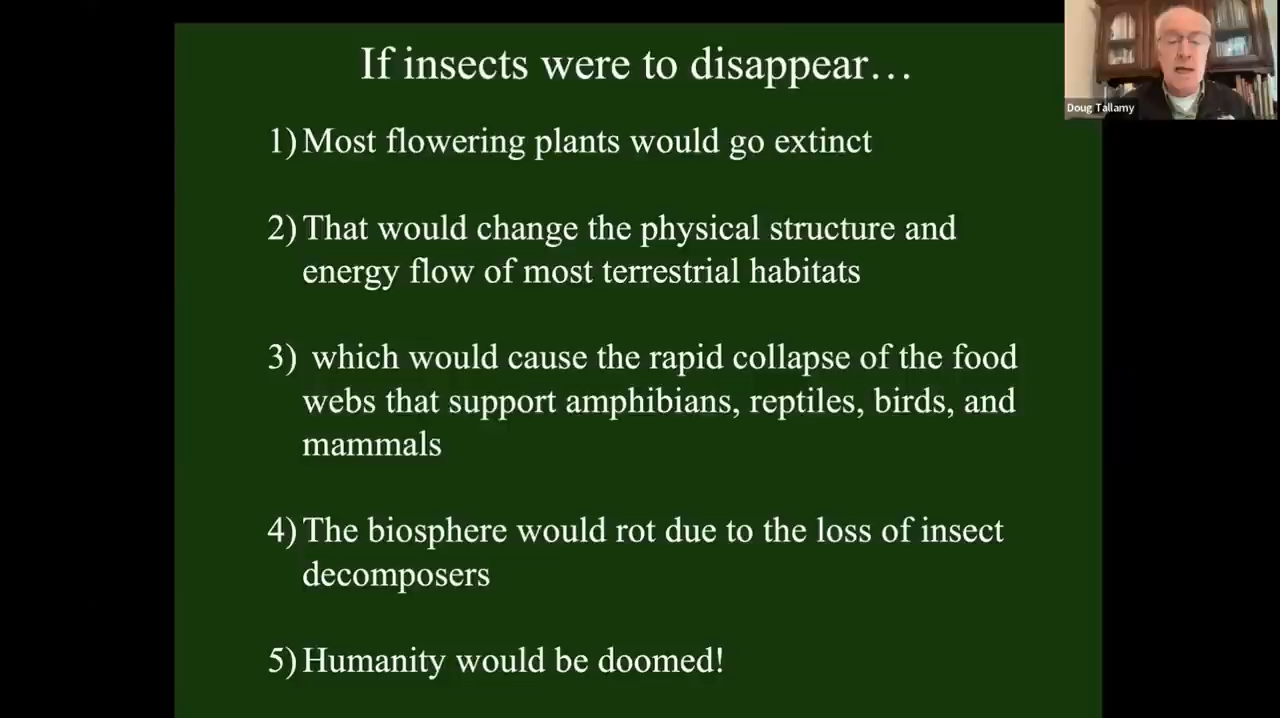 If insects were to disappear…
Doug Tallamy
1) Most flowering plants would go extinct
2) That would change the physical structure and
energy flow of most terrestrial habitats
3) which would cause the rapid collapse of the food
webs that support amphibians, reptiles, birds, and
mammals
4) The biosphere would rot due to the loss of insect
decomposers
5) Humanity would be doomed!